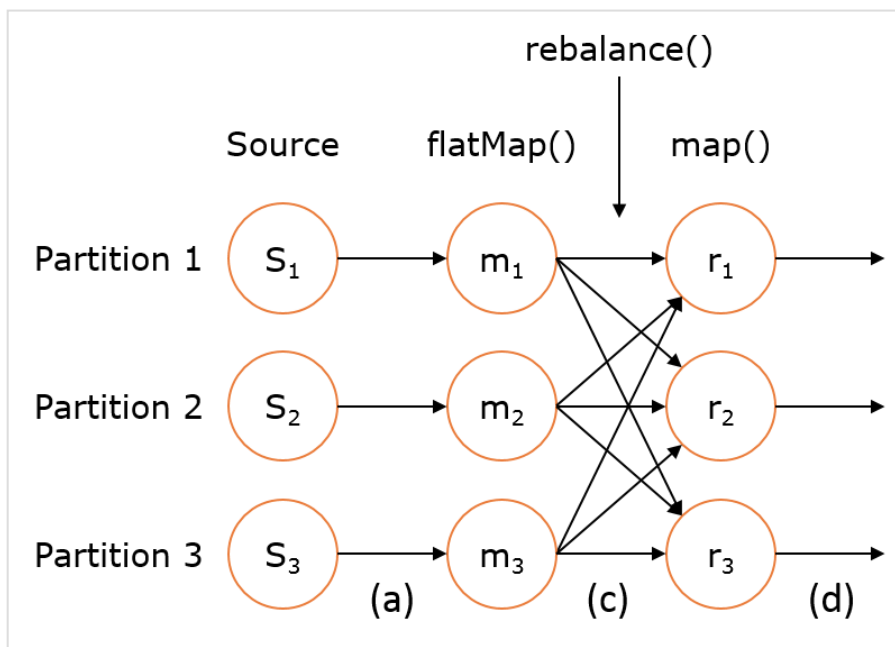 rebalance()
Source flatMap() map()
Partition 1 S₁ m₁ r₁
Partition 2 S₂ m₂ r₂
Partition 3 S₃ m₃ r₃
(a) (c) (d)